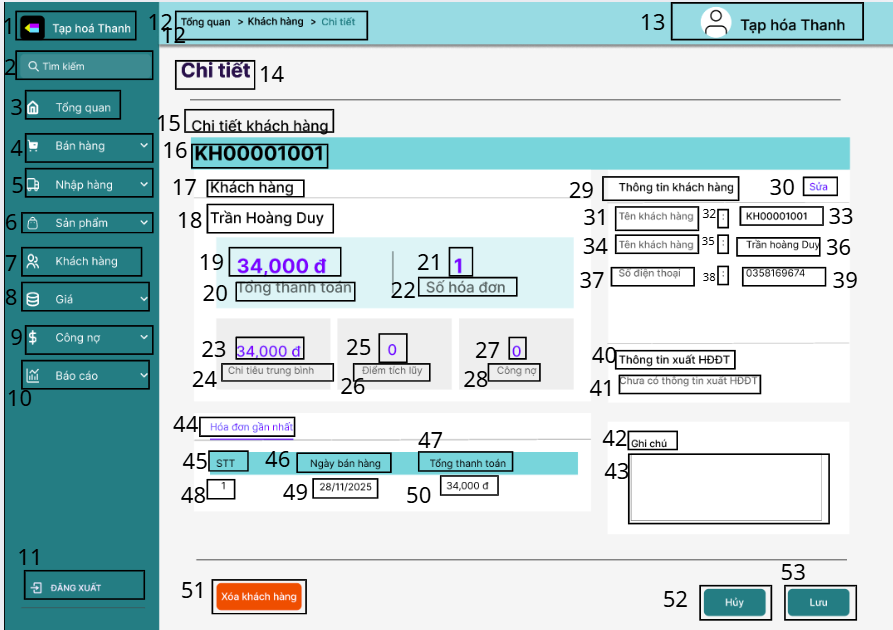 1 Tạp hoá Thanh
2 Tìm kiếm
3 Tổng quan
4 Bán hàng
5 Nhập hàng
6 Sản phẩm
7 Khách hàng
8 Giá
9 $ Công nợ
10 Báo cáo
11 ĐĂNG XUẤT
12 Tổng quan > Khách hàng > Chi tiết
12
13 Tạp hóa Thanh
Chi tiết 14
15 Chi tiết khách hàng
16 KH00001001
17 Khách hàng
18 Trần Hoàng Duy
19 34,000 đ 21 1
20 Tổng thanh toán 22 Số hóa đơn
23 34,000 đ 25 0 27 0
24 Chi tiêu trung bình 26 Điểm tích lũy 28 Công nợ
29 Thông tin khách hàng 30 Sửa
31 Tên khách hàng 32 : 33 KH00001001
34 Tên khách hàng 35 : Trần hoàng Duy 36
37 Số điện thoại 38 : 0358169674 39
40 Thông tin xuất HĐĐT
41 Chưa có thông tin xuất HĐĐT
44 Hóa đơn gần nhất
45 STT 46 Ngày bán hàng 47 Tổng thanh toán
48 1 49 28/11/2025 50 34,000 đ
42 Ghi chú
43
51 Xóa khách hàng
52 Hủy 53 Lưu